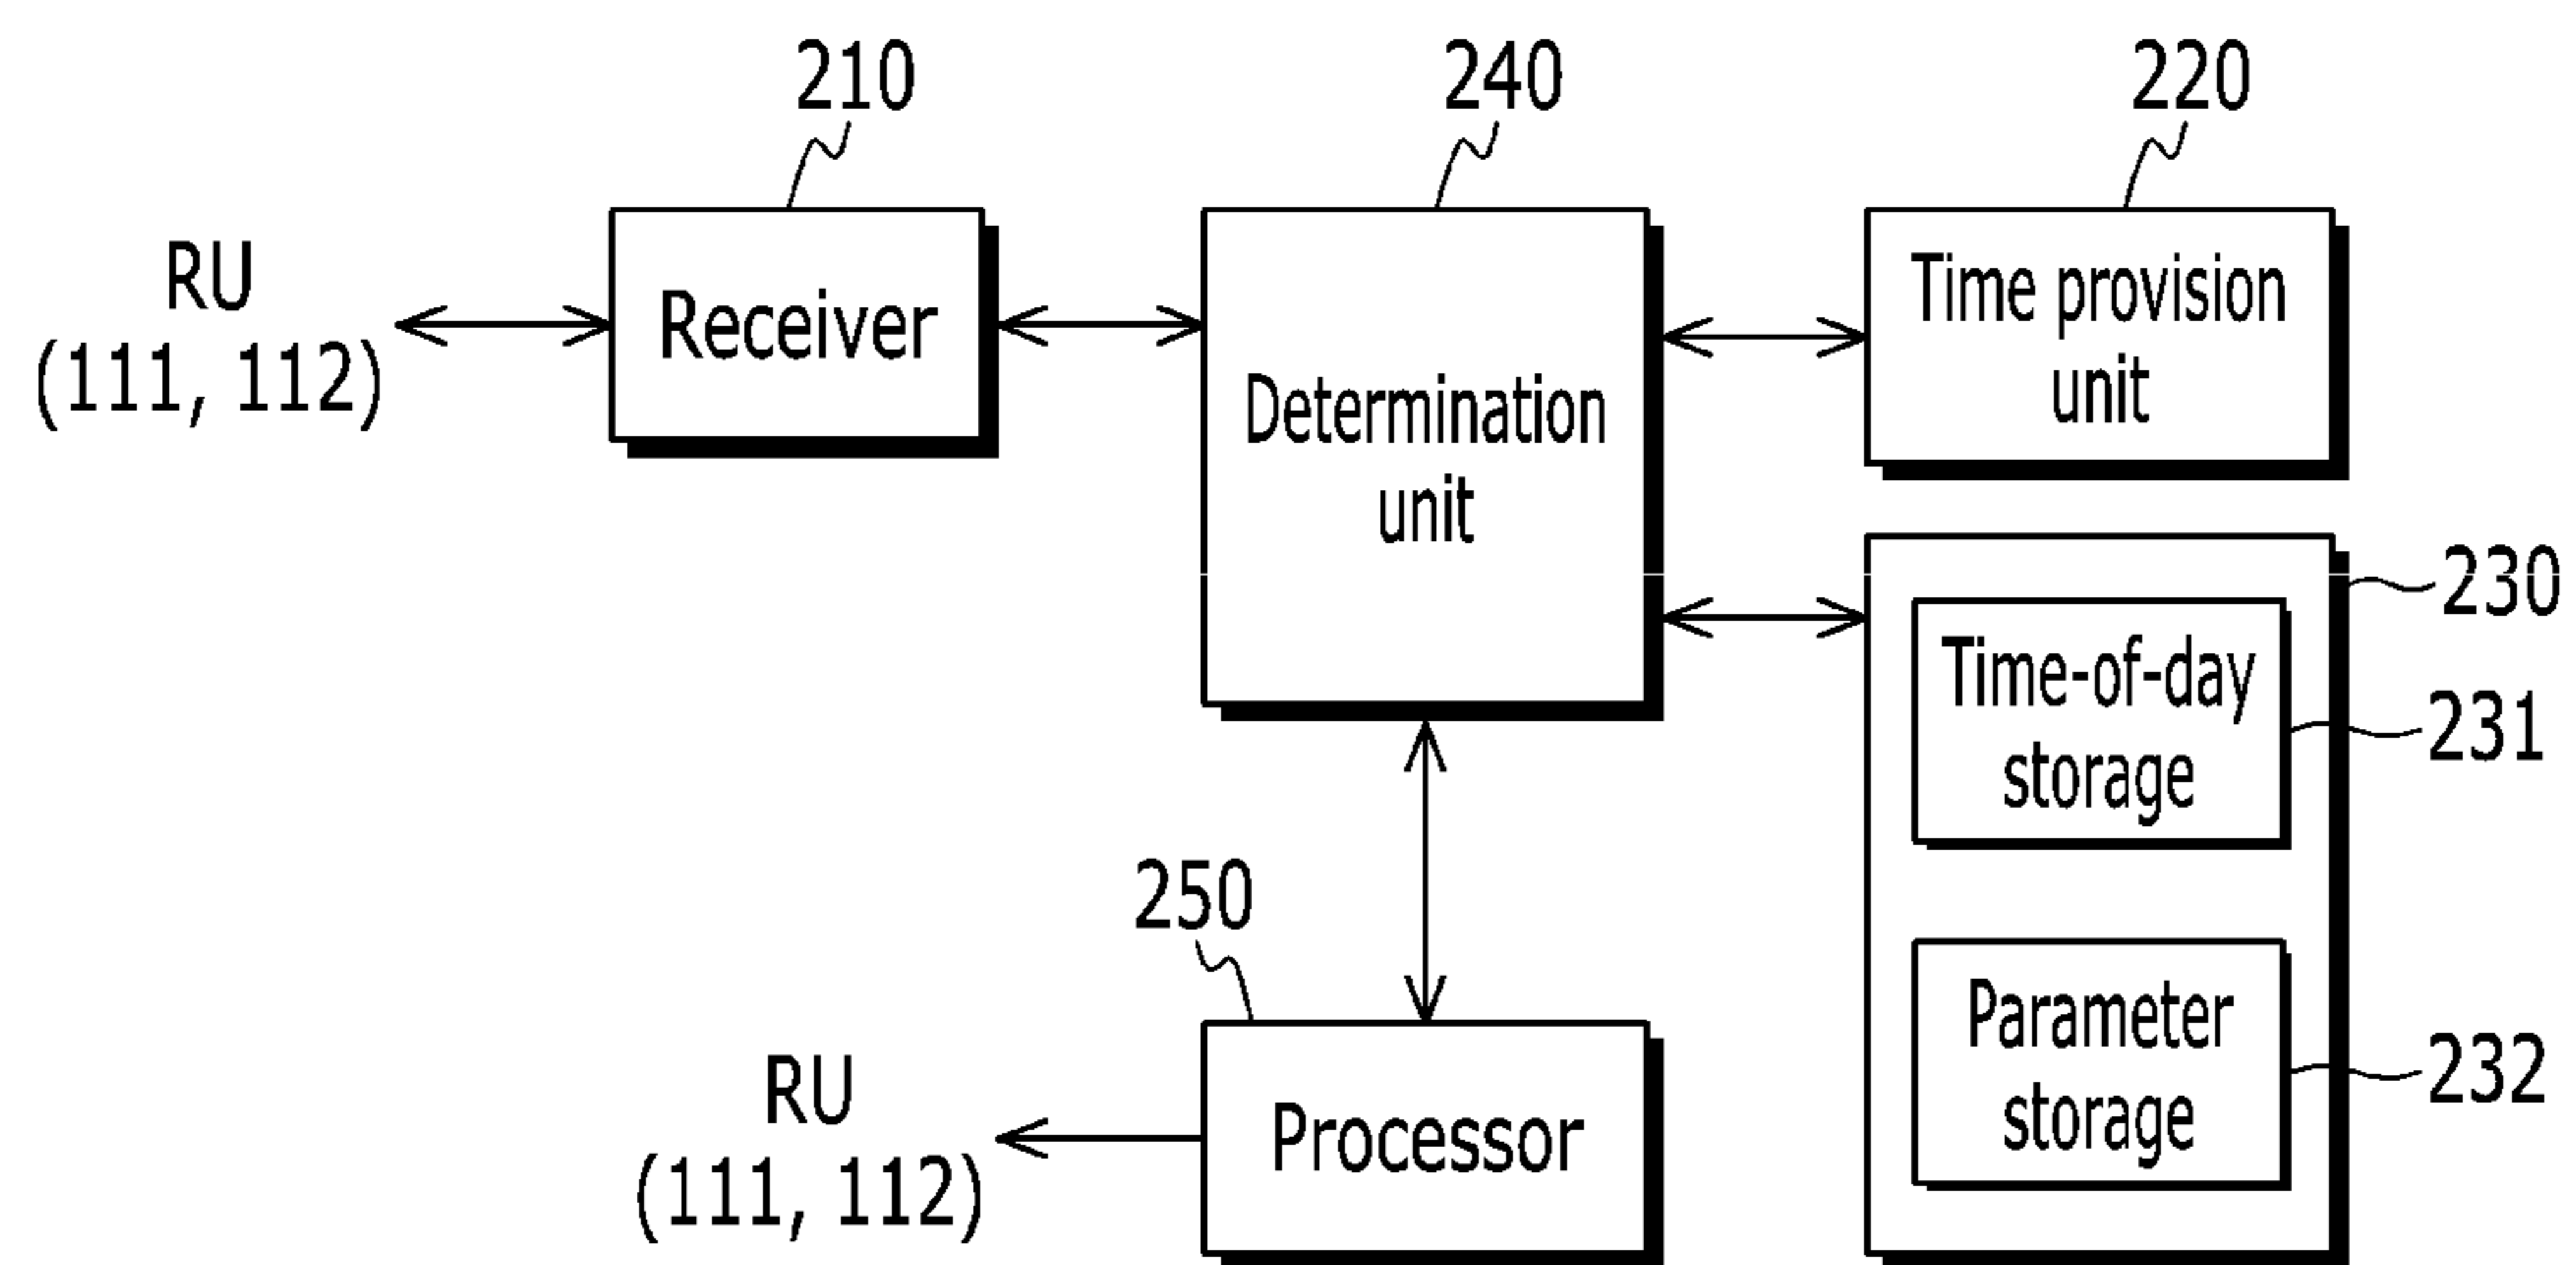 210
240
220
RU
(111, 112)
Receiver
Determination
unit
Time provision
unit
230
Time-of-day
storage
231
250
Parameter
storage
232
RU
(111, 112)
Processor